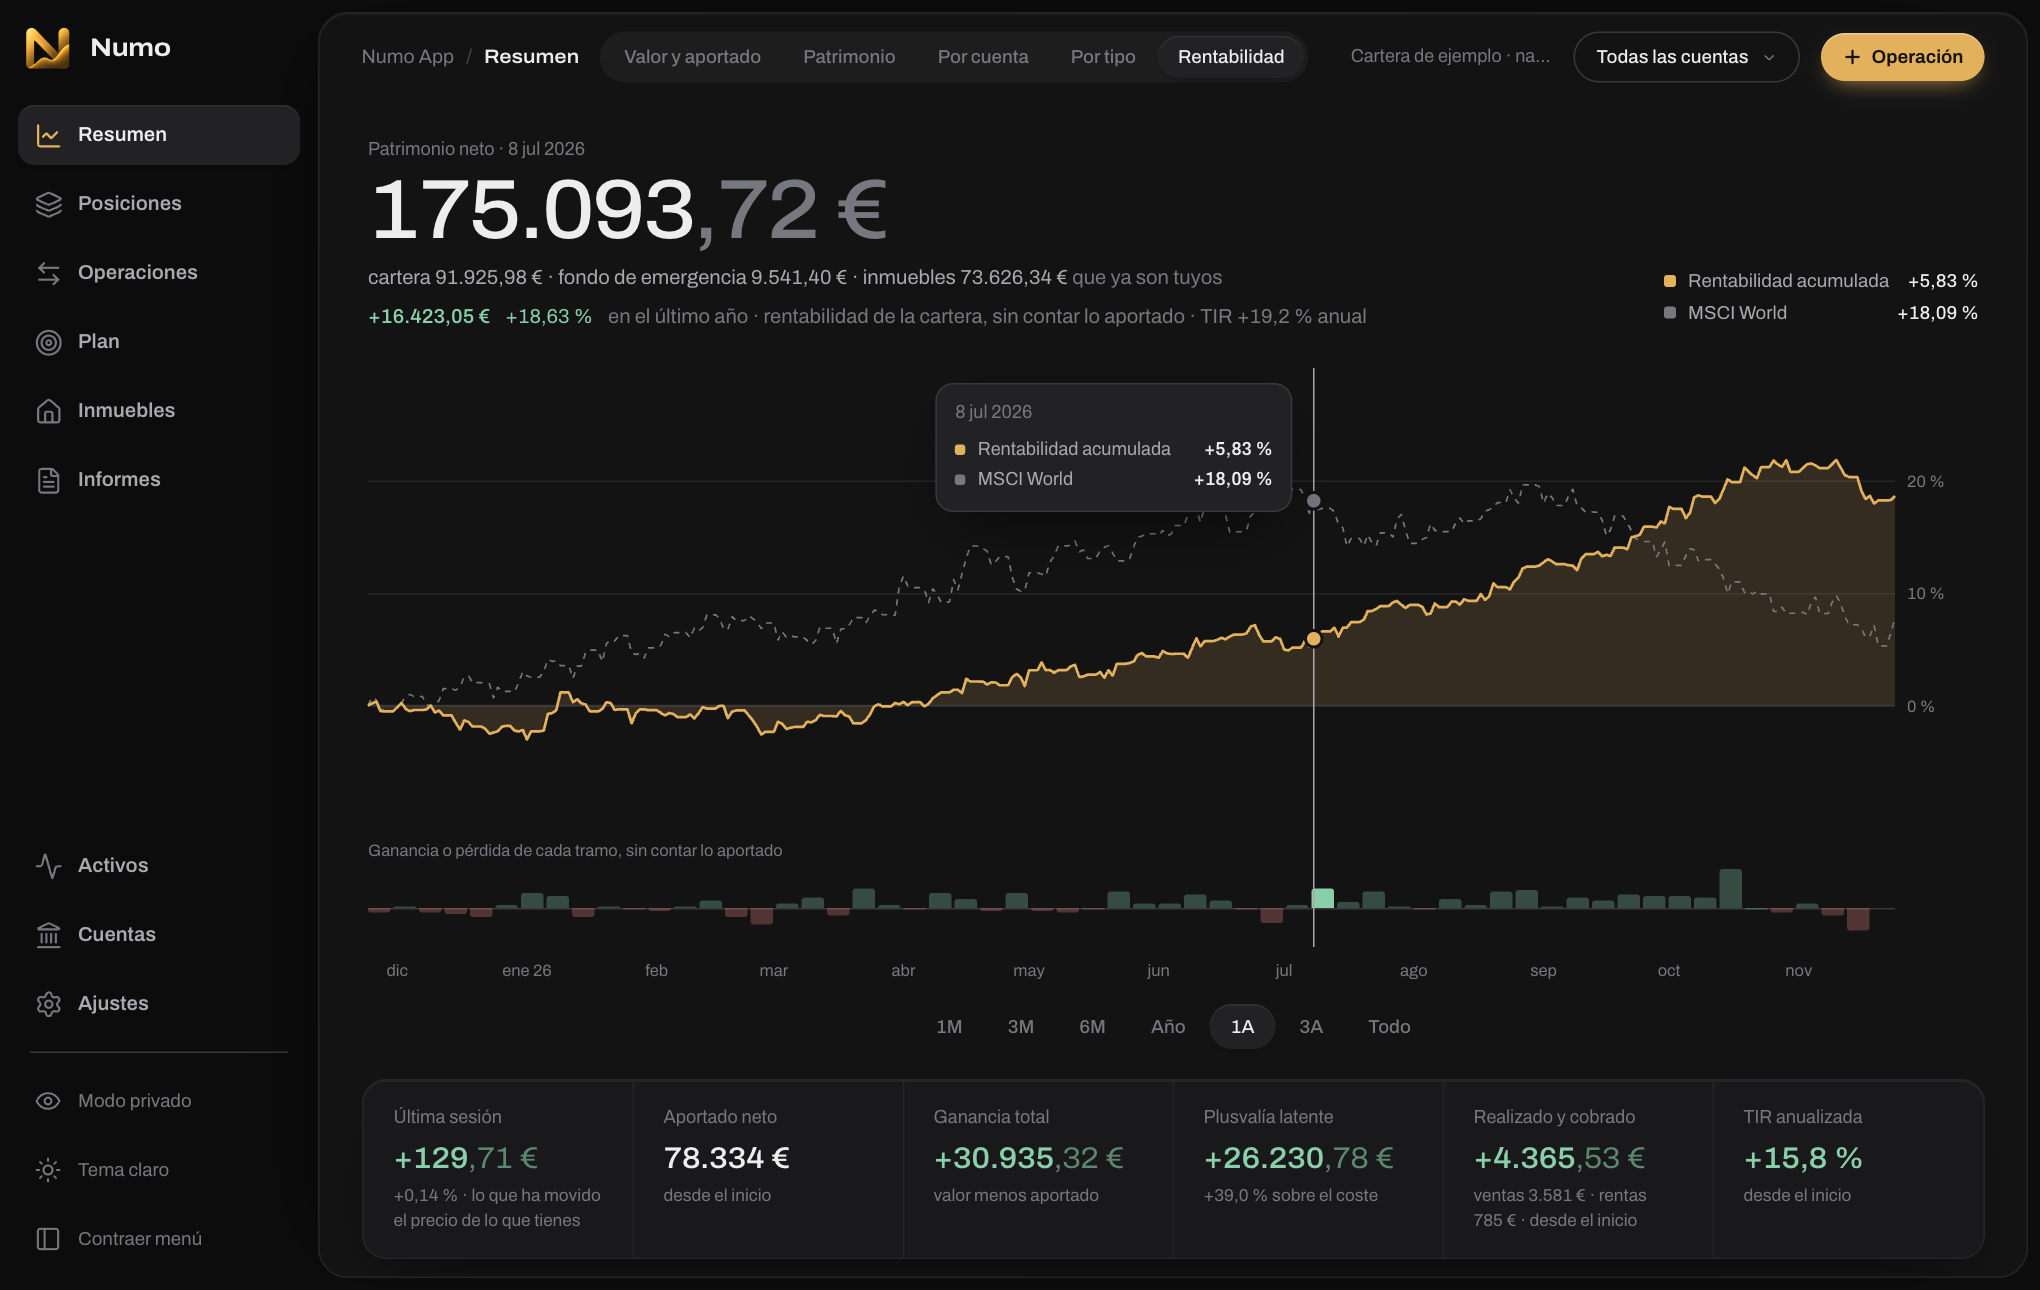 Numo
Numo App / Resumen
Valor y aportado
Patrimonio
Por cuenta
Por tipo
Rentabilidad
Cartera de ejemplo · na...
Todas las cuentas
+ Operación
Resumen
Posiciones
Operaciones
Plan
Inmuebles
Informes
Activos
Cuentas
Ajustes
Modo privado
Tema claro
Contraer menú
Patrimonio neto · 8 jul 2026
175.093,72 €
cartera 91.925,98 € · fondo de emergencia 9.541,40 € · inmuebles 73.626,34 € que ya son tuyos
+16.423,05 € +18,63 % en el último año · rentabilidad de la cartera, sin contar lo aportado · TIR +19,2 % anual
Rentabilidad acumulada +5,83 %
MSCI World +18,09 %
8 jul 2026
Rentabilidad acumulada +5,83 %
MSCI World +18,09 %
20 %
10 %
0 %
Ganancia o pérdida de cada tramo, sin contar lo aportado
dic ene 26 feb mar abr may jun jul ago sep oct nov
1M 3M 6M Año 1A 3A Todo
Última sesión
+129,71 €
+0,14 % · lo que ha movido
el precio de lo que tienes
Aportado neto
78.334 €
desde el inicio
Ganancia total
+30.935,32 €
valor menos aportado
Plusvalía latente
+26.230,78 €
+39,0 % sobre el coste
Realizado y cobrado
+4.365,53 €
ventas 3.581 € · rentas
785 € · desde el inicio
TIR anualizada
+15,8 %
desde el inicio